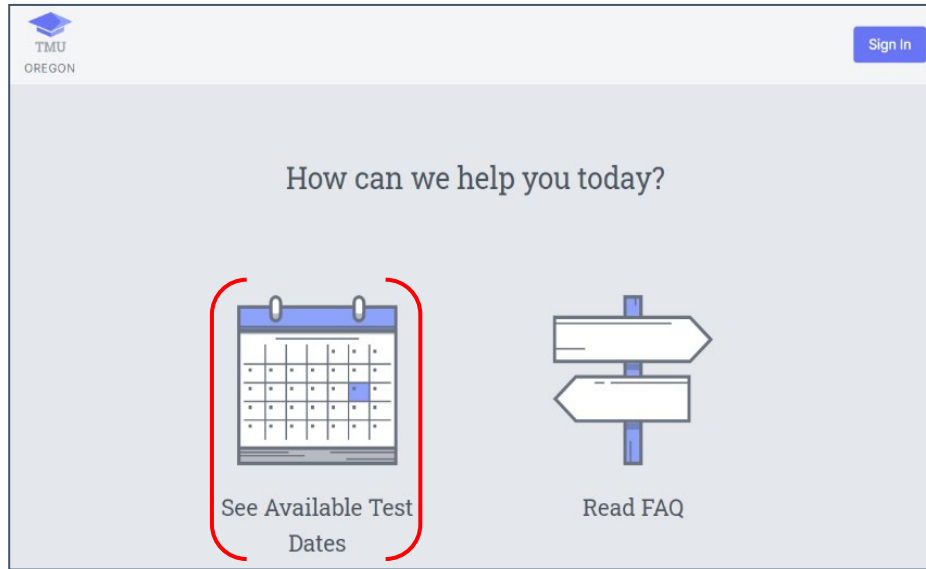 TMU
OREGON
Sign In
How can we help you today?
See Available Test
Dates
Read FAQ